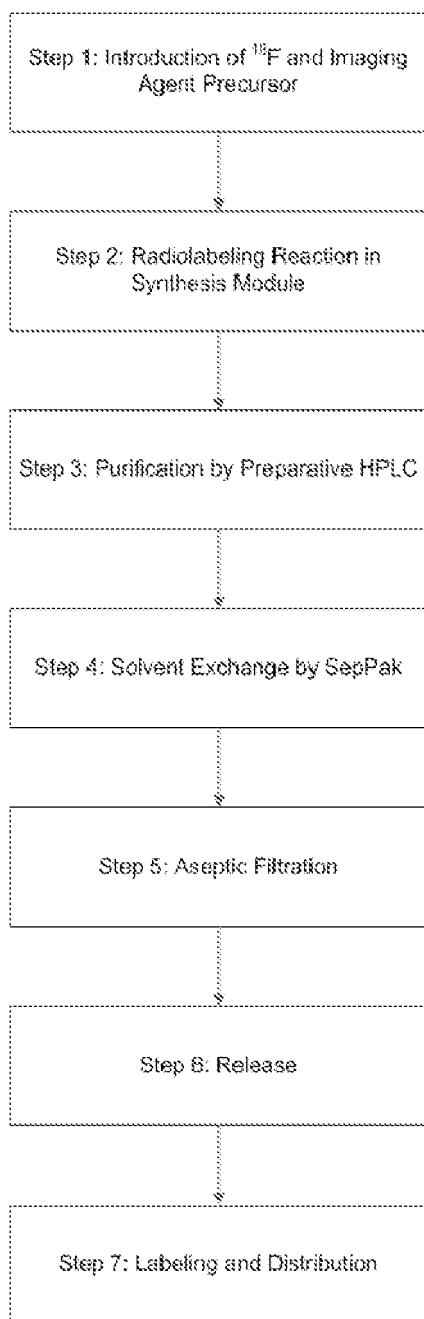 Step 1: Introduction of ¹⁸F and Imaging
Agent Precursor
Step 2: Radiolabeling Reaction in
Synthesis Module
Step 3: Purification by Preparative HPLC
Step 4: Solvent Exchange by SepPak
Step 5: Aseptic Filtration
Step 6: Release
Step 7: Labeling and Distribution